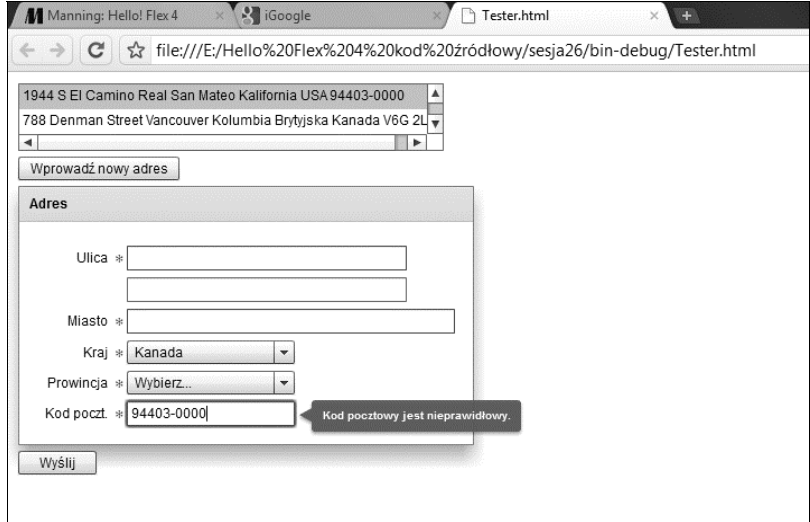 Manning: Hello! Flex 4
iGoogle
Tester.html
file:///E:/Hello%20Flex%204%20kod%20źródłowy/sesja26/bin-debug/Tester.html
1944 S El Camino Real San Mateo Kalifornia USA 94403-0000
788 Denman Street Vancouver Kolumbia Brytyjska Kanada V6G 2L
Wprowadź nowy adres
Adres
Ulica *
Miasto *
Kraj * Kanada
Prowincja * Wybierz...
Kod poczt. * 94403-0000 Kod pocztowy jest nieprawidłowy.
Wyślij